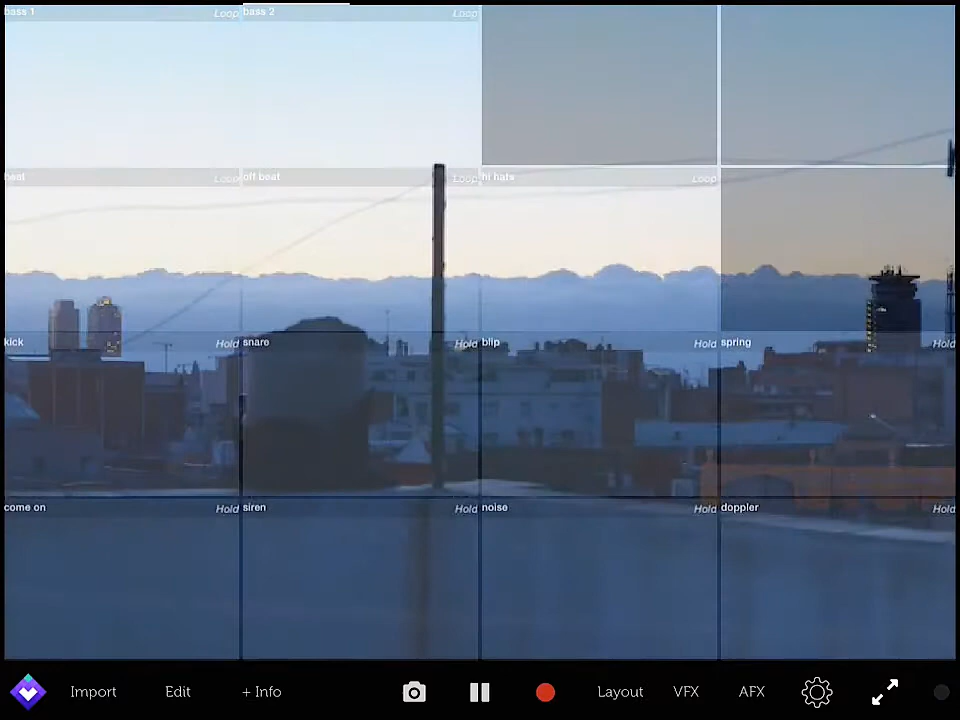 bass 1 Loop bass 2 Loop
beat Loop off beat Loop hi hats Loop
kick Hold snare Hold blip Hold spring Hold
come on Hold siren Hold noise Hold doppler Hold
Import Edit + Info Layout VFX AFX